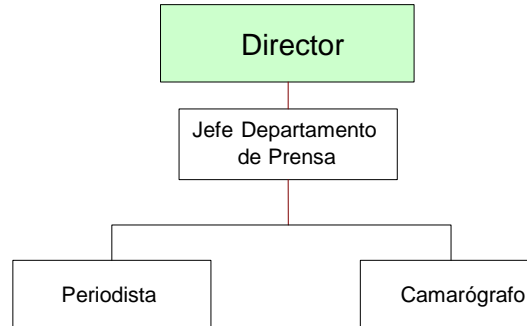 Director
Jefe Departamento
de Prensa
Periodista
Camarógrafo